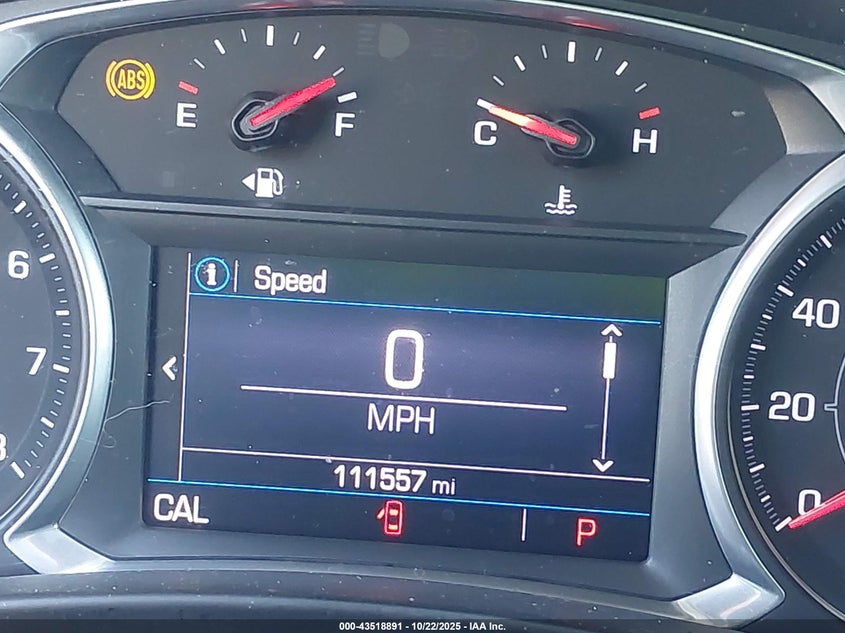 ABS
E
F
C
H
6
7
8
Speed
0
MPH
111557 mi
CAL
P
40
20
0
000-43518891 - 10/22/2025 - IAA Inc.